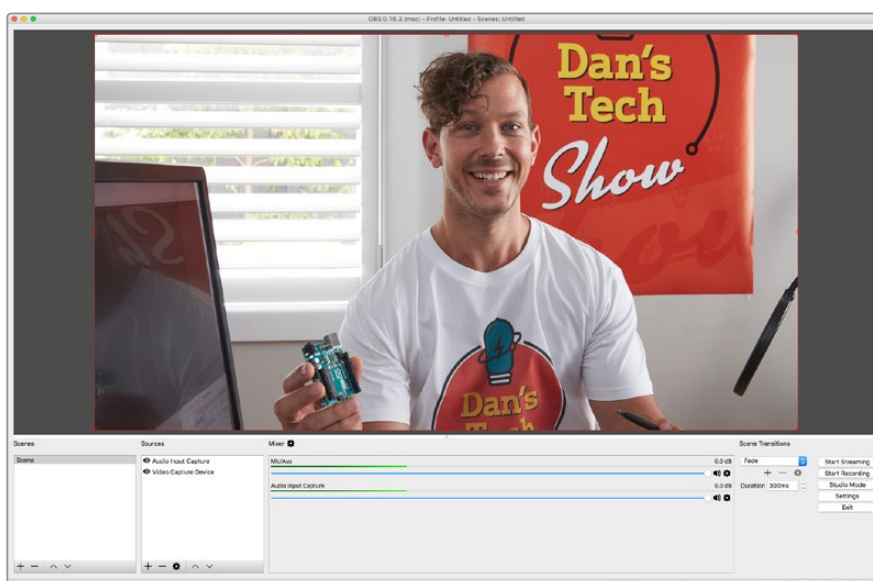 OBS 0.16.2 (mac) - Profile: Untitled - Scenes: Untitled
Dan's
Tech
Show
Dan's
Tech
Scenes
Sources
Mixer
Scene Transitions
Scene
Audio Input Capture
Video Capture Device
Mic/Aux
0.0 dB
Audio Input Capture
0.0 dB
Fade
Duration 300ms
Start Streaming
Start Recording
Studio Mode
Settings
Exit